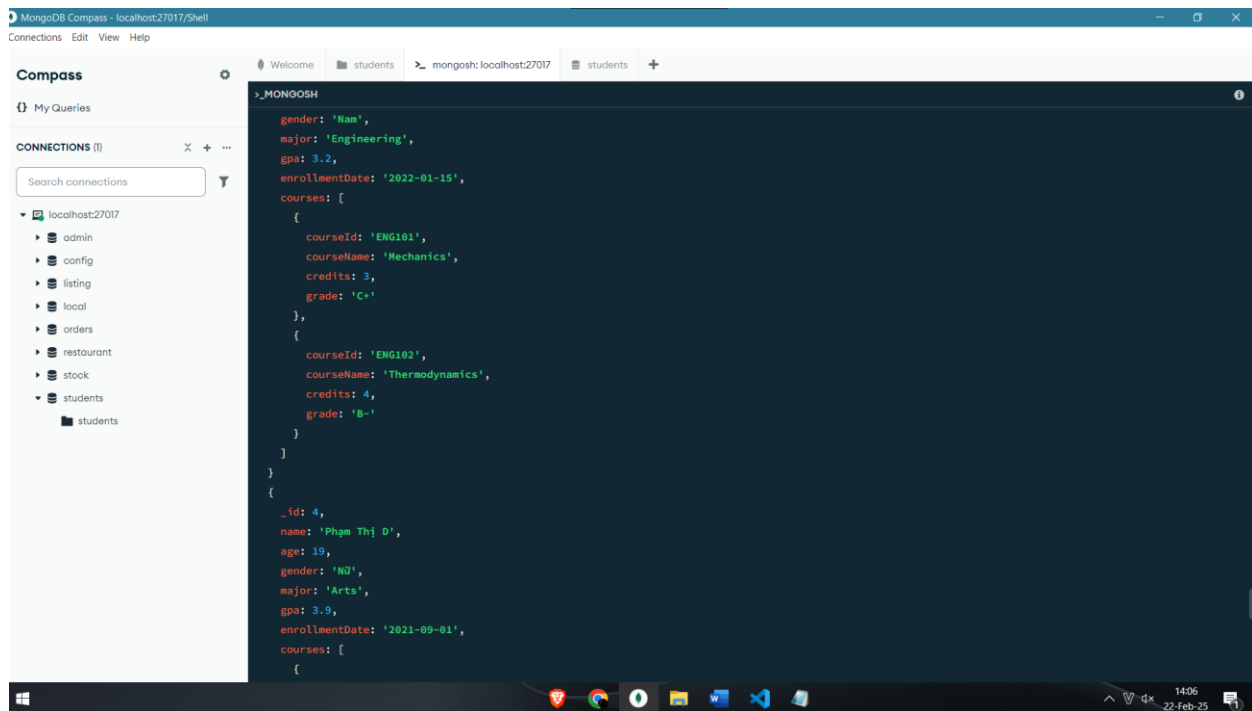 MongoDB Compass - localhost:27017/Shell
Connections Edit View Help
Compass
{} My Queries
CONNECTIONS (1)
Search connections
localhost:27017
admin
config
listing
local
orders
restaurant
stock
students
students
Welcome
students
>_ mongosh: localhost:27017
students
>_MONGOSH
gender: 'Nam',
major: 'Engineering',
gpa: 3.2,
enrollmentDate: '2022-01-15',
courses: [
{
courseId: 'ENG101',
courseName: 'Mechanics',
credits: 3,
grade: 'C+'
},
{
courseId: 'ENG102',
courseName: 'Thermodynamics',
credits: 4,
grade: 'B-'
}
]
}
{
_id: 4,
name: 'Phạm Thị D',
age: 19,
gender: 'Nữ',
major: 'Arts',
gpa: 3.9,
enrollmentDate: '2021-09-01',
courses: [
{
14:06
22-Feb-25